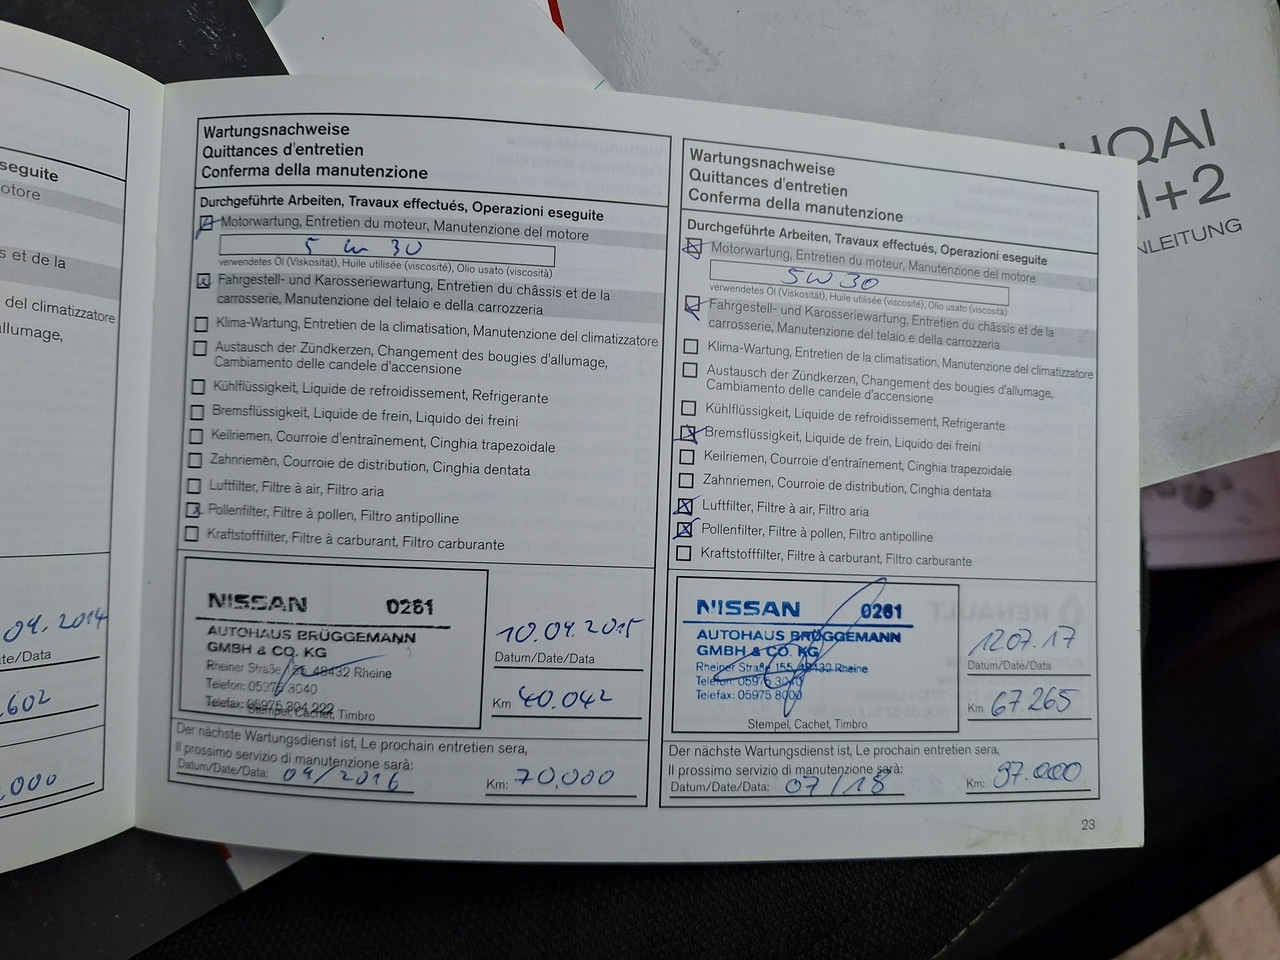 seguite
otore
s et de la
del climatizzatore
allumage,
04.2014
te/Data
.602
.000
Wartungsnachweise
Quittances d'entretien
Conferma della manutenzione
Durchgeführte Arbeiten, Travaux effectués, Operazioni eseguite
Motorwartung, Entretien du moteur, Manutenzione del motore
5 W 30
verwendetes Öl (Viskosität), Huile utilisée (viscosité), Olio usato (viscosità)
Fahrgestell- und Karosseriewartung, Entretien du châssis et de la
carrosserie, Manutenzione del telaio e della carrozzeria
Klima-Wartung, Entretien de la climatisation, Manutenzione del climatizzatore
Austausch der Zündkerzen, Changement des bougies d'allumage,
Cambiamento delle candele d'accensione
Kühlflüssigkeit, Liquide de refroidissement, Refrigerante
Bremsflüssigkeit, Liquide de frein, Liquido dei freini
Keilriemen, Courroie d'entraînement, Cinghia trapezoidale
Zahnriemen, Courroie de distribution, Cinghia dentata
Luftfilter, Filtre à air, Filtro aria
Pollenfilter, Filtre à pollen, Filtro antipolline
Kraftstofffilter, Filtre à carburant, Filtro carburante
NISSAN 0261
AUTOHAUS BRÜGGEMANN
GMBH & CO. KG
Rheiner Straße 155, 48432 Rheine
Telefon: 05975 3040
Telefax: 05975 304 222
Stempel, Cachet, Timbro
10.04.2015
Datum/Date/Data
Km 40.042
Der nächste Wartungsdienst ist, Le prochain entretien sera,
Il prossimo servizio di manutenzione sarà:
Datum/Date/Data: 04/2016
Km: 70.000
Wartungsnachweise
Quittances d'entretien
Conferma della manutenzione
Durchgeführte Arbeiten, Travaux effectués, Operazioni eseguite
Motorwartung, Entretien du moteur, Manutenzione del motore
5W30
verwendetes Öl (Viskosität), Huile utilisée (viscosité), Olio usato (viscosità)
Fahrgestell- und Karosseriewartung, Entretien du châssis et de la
carrosserie, Manutenzione del telaio e della carrozzeria
Klima-Wartung, Entretien de la climatisation, Manutenzione del climatizzatore
Austausch der Zündkerzen, Changement des bougies d'allumage,
Cambiamento delle candele d'accensione
Kühlflüssigkeit, Liquide de refroidissement, Refrigerante
Bremsflüssigkeit, Liquide de frein, Liquido dei freini
Keilriemen, Courroie d'entraînement, Cinghia trapezoidale
Zahnriemen, Courroie de distribution, Cinghia dentata
Luftfilter, Filtre à air, Filtro aria
Pollenfilter, Filtre à pollen, Filtro antipolline
Kraftstofffilter, Filtre à carburant, Filtro carburante
NISSAN 0261
AUTOHAUS BRÜGGEMANN
GMBH & CO. KG
Rheiner Straße 155, 48432 Rheine
Telefon: 05975 3040
Telefax: 05975 8000
Stempel, Cachet, Timbro
12.07.17
Datum/Date/Data
Km 67265
Der nächste Wartungsdienst ist, Le prochain entretien sera,
Il prossimo servizio di manutenzione sarà:
Datum/Date/Data: 07/18
Km: 97.000
23
QAI
I+2
NLEITUNG